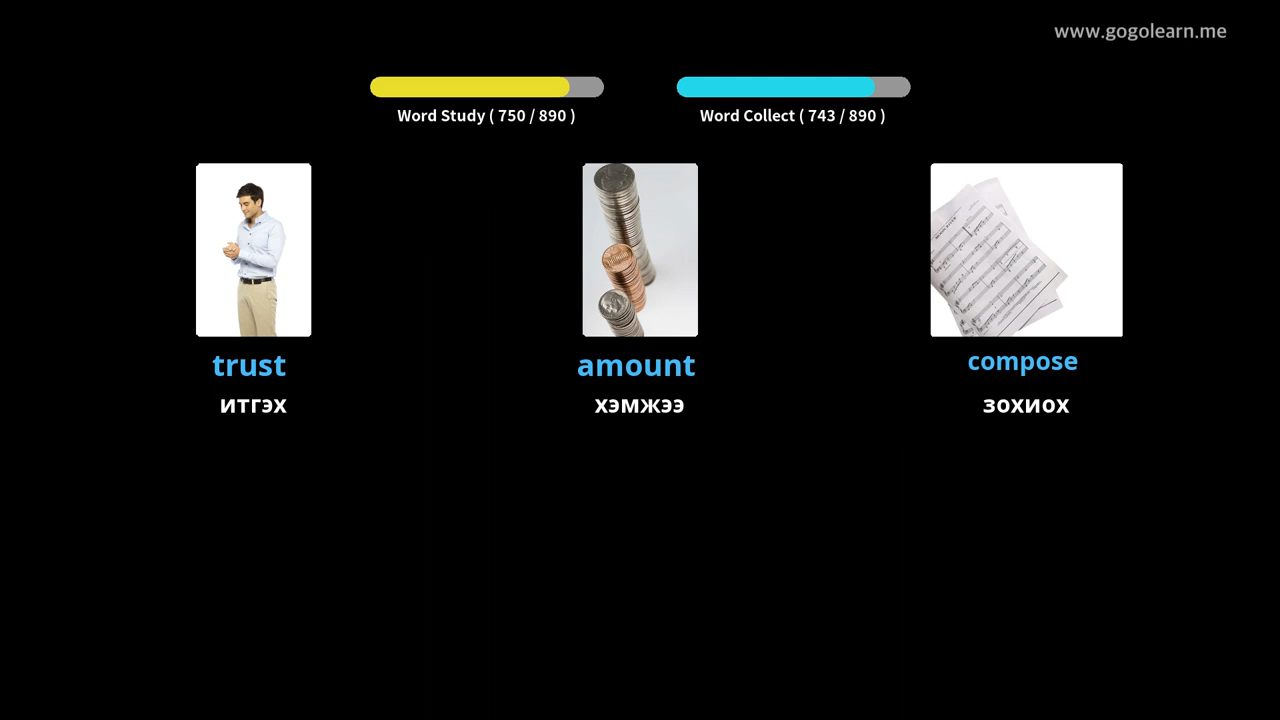 www.gogolearn.me
Word Study ( 750 / 890 )
Word Collect ( 743 / 890 )
trust
amount
compose
итгэх
хэмжээ
зохиох